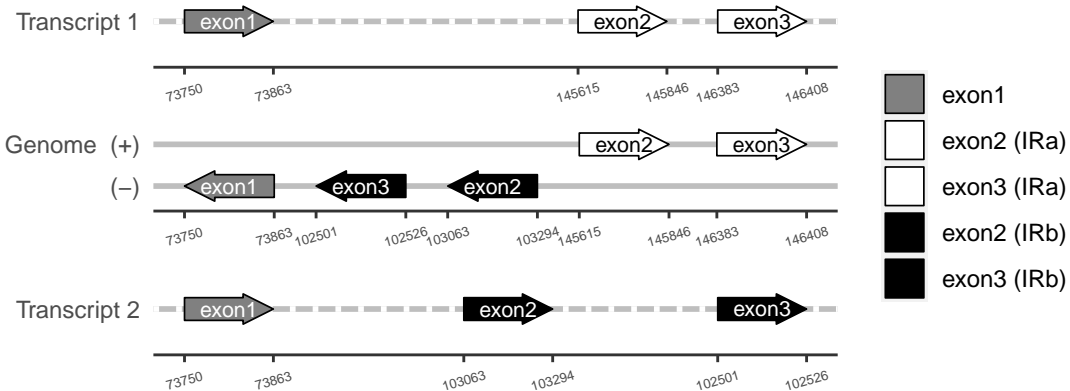 Transcript 1 exon1 exon2 exon3
73750 73863 145615 145846 146383 146408
exon1
exon2 (IRa)
exon3 (IRa)
exon2 (IRb)
exon3 (IRb)
Genome (+) exon2 exon3
(−) exon1 exon3 exon2
73750 73863 102501 102526 103063 103294 145615 145846 146383 146408
Transcript 2 exon1 exon2 exon3
73750 73863 103063 103294 102501 102526